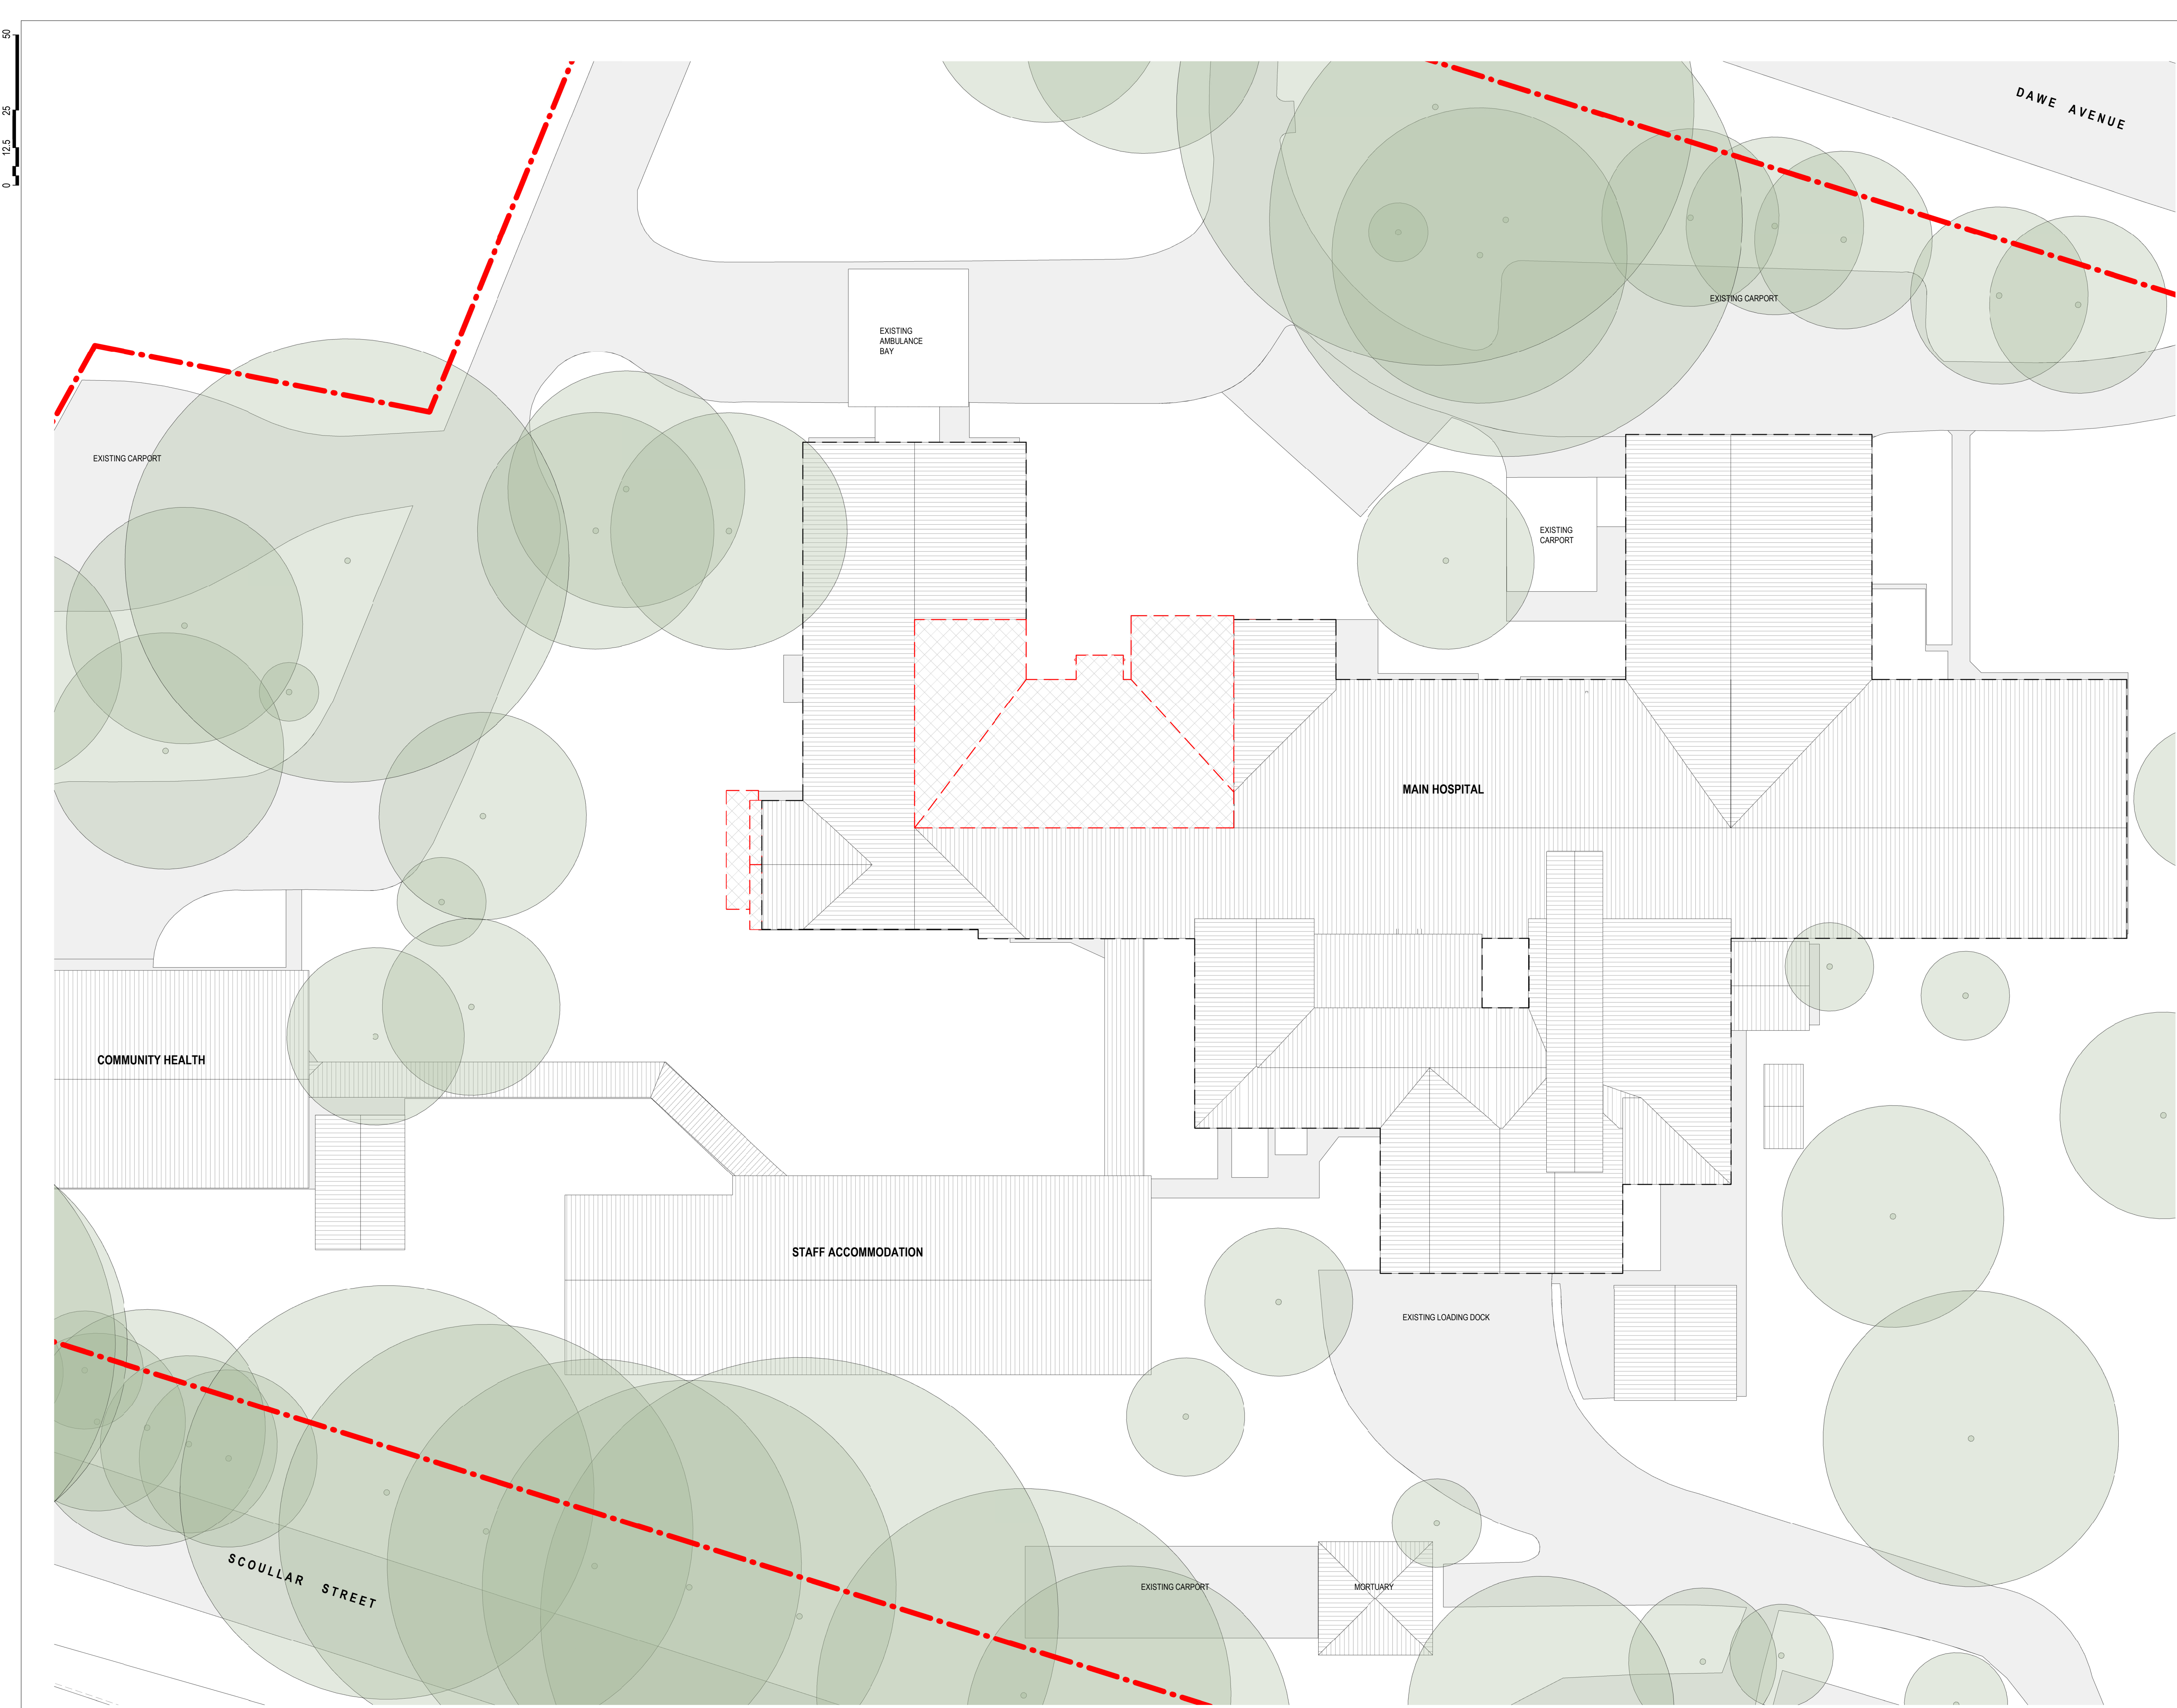 50
25
12.5
0
DAWE AVENUE
EXISTING CARPORT
EXISTING
AMBULANCE
BAY
EXISTING CARPORT
EXISTING
CARPORT
MAIN HOSPITAL
COMMUNITY HEALTH
STAFF ACCOMMODATION
EXISTING LOADING DOCK
SCOULLAR STREET
EXISTING CARPORT
MORTUARY